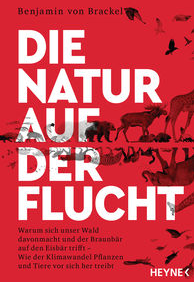 Benjamin von Brackel
DIE
NATUR
AUF
DER
FLUCHT
Warum sich unser Wald
davonmacht und der Braunbär
auf den Eisbär trifft –
Wie der Klimawandel Pflanzen
und Tiere vor sich her treibt
HEYNE